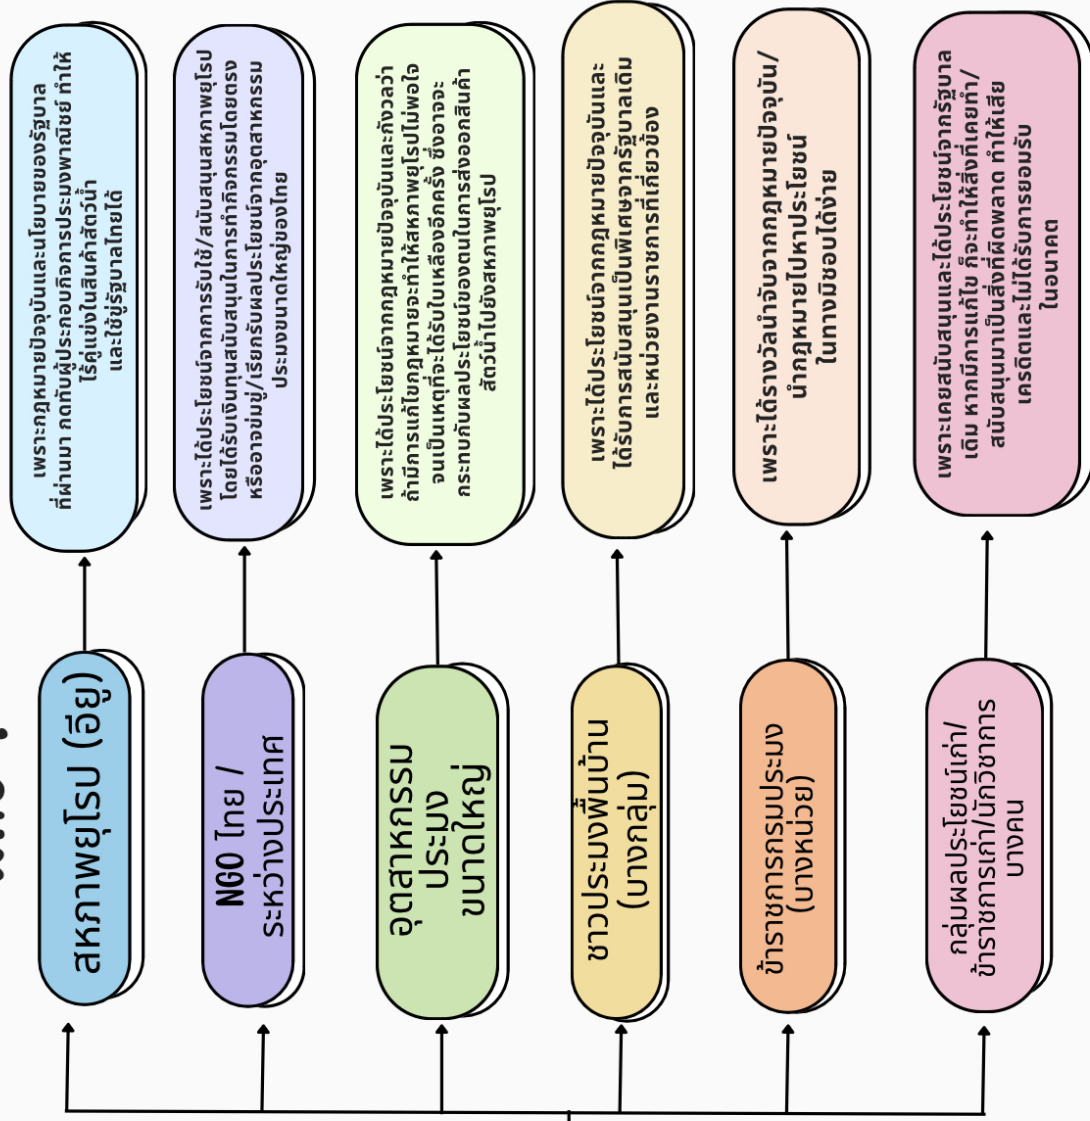 สหภาพยุโรป (อียู)
เพราะกฎหมายปัจจุบันและนโยบายของรัฐบาล
ที่ผ่านมา กดทับผู้ประกอบกิจการประมงพาณิชย์ ทำให้
ไร้คู่แข่งในสินค้าสัตว์น้ำ
และใช้ขู่รัฐบาลไทยได้
NGO ไทย /
ระหว่างประเทศ
เพราะได้ประโยชน์จากการรับใช้/สนับสนุนสหภาพยุโรป
โดยได้รับเงินทุนสนับสนุนในการทำกิจกรรมโดยตรง
หรืออาจข่มขู่/เรียกรับผลประโยชน์จากอุตสาหกรรม
ประมงขนาดใหญ่ของไทย
อุตสาหกรรม
ประมง
ขนาดใหญ่
เพราะได้ประโยชน์จากกฎหมายปัจจุบันและกังวลว่า
ถ้ามีการแก้ไขกฎหมายจะทำให้สหภาพยุโรปไม่พอใจ
จนเป็นเหตุที่จะได้รับใบเหลืองอีกครั้ง ซึ่งอาจจะ
กระทบกับผลประโยชน์ของตนในการส่งออกสินค้า
สัตว์น้ำไปยังสหภาพยุโรป
ชาวประมงพื้นบ้าน
(บางกลุ่ม)
เพราะได้ประโยชน์จากกฎหมายปัจจุบันและ
ได้รับการสนับสนุนเป็นพิเศษจากรัฐบาลเดิม
และหน่วยงานราชการที่เกี่ยวข้อง
ข้าราชการกรมประมง
(บางหน่วย)
เพราะได้รางวัลนำจับจากกฎหมายปัจจุบัน/
นำกฎหมายไปหาประโยชน์
ในทางมิชอบได้ง่าย
กลุ่มผลประโยชน์เก่า/
ข้าราชการเก่า/นักวิชาการ
บางคน
เพราะเคยสนับสนุนและได้ประโยชน์จากรัฐบาล
เดิม หากมีการแก้ไข ก็จะทำให้สิ่งที่เคยทำ/
สนับสนุนมาเป็นสิ่งที่ผิดพลาด ทำให้เสีย
เครดิตและไม่ได้รับการยอมรับ
ในอนาคต